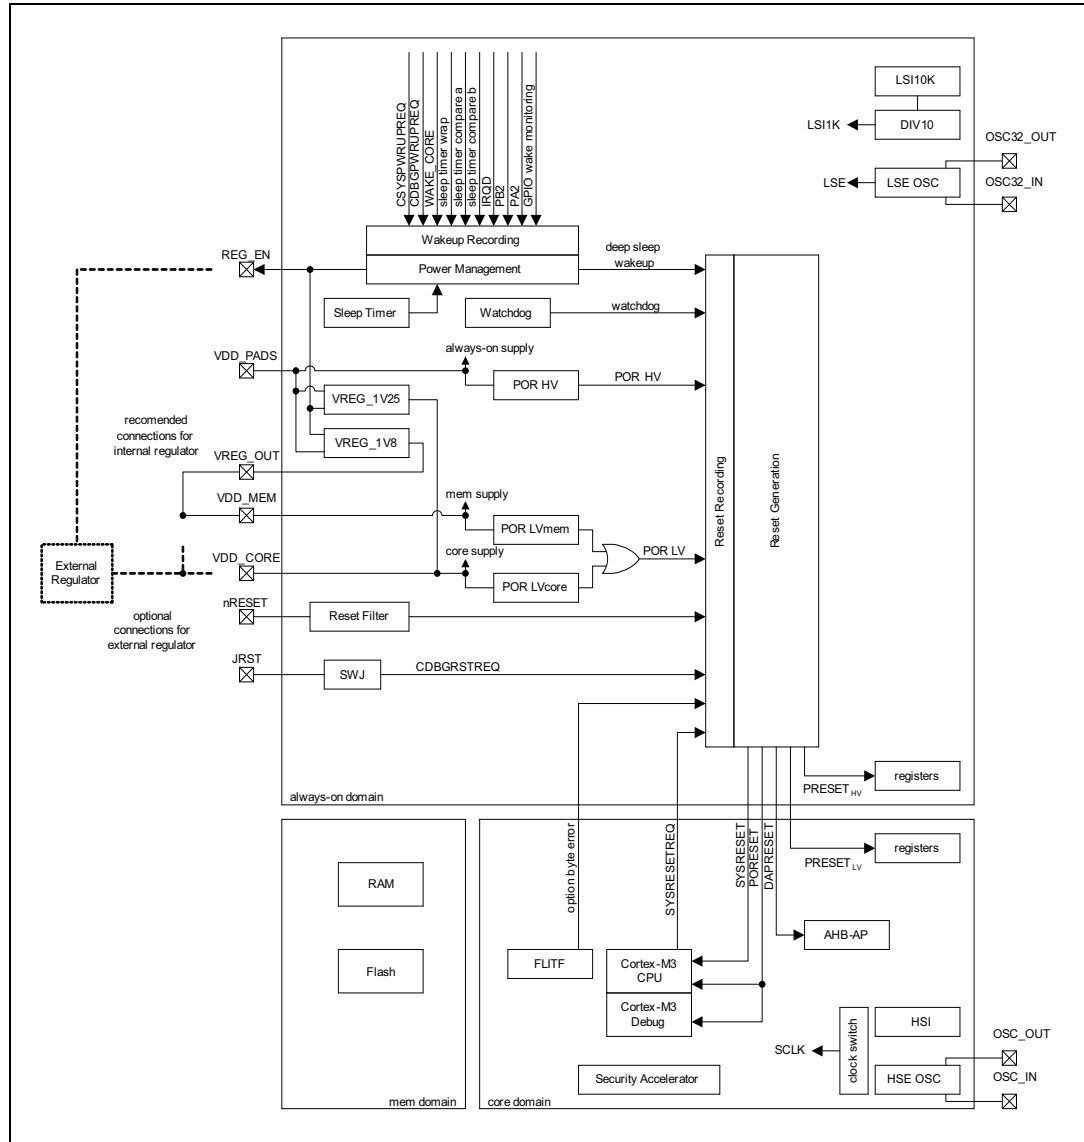 CSYSPWRUPREQ
CDBGPWRUPREQ
WAKE_CORE
sleep timer wrap
sleep timer compare a
sleep timer compare b
IRQD
PB2
PA2
GPIO wake monitoring
LSI10K
LSI1K
DIV10
OSC32_OUT
LSE
LSE OSC
OSC32_IN
Wakeup Recording
Power Management
deep sleep
wakeup
REG_EN
Sleep Timer
Watchdog
watchdog
VDD_PADS
always-on supply
POR HV
POR HV
VREG_1V25
VREG_1V8
recomended
connections for
internal regulator
VREG_OUT
VDD_MEM
mem supply
POR LVmem
External
Regulator
VDD_CORE
core supply
POR LVcore
POR LV
Reset Recording
Reset Generation
optional
connections for
external regulator
nRESET
Reset Filter
JRST
SWJ
CDBGRSTREQ
registers
PRESETHV
always-on domain
option byte error
SYSRESETREQ
SYSRESET
PORESET
DAPRESET
registers
PRESETLV
RAM
Flash
FLITF
Cortex-M3
CPU
Cortex-M3
Debug
AHB-AP
SCLK
clock switch
HSI
HSE OSC
OSC_OUT
OSC_IN
Security Accelerator
mem domain
core domain